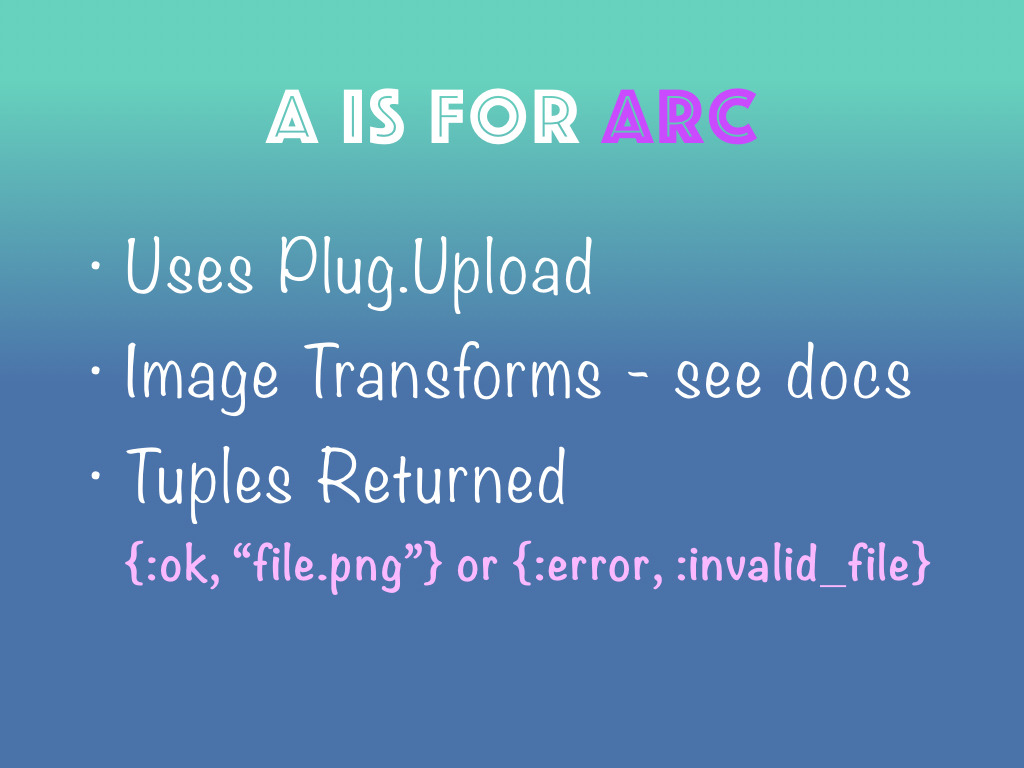 A IS FOR ARC
• Uses Plug.Upload
• Image Transforms - see docs
• Tuples Returned
{:ok, “file.png”} or {:error, :invalid_file}